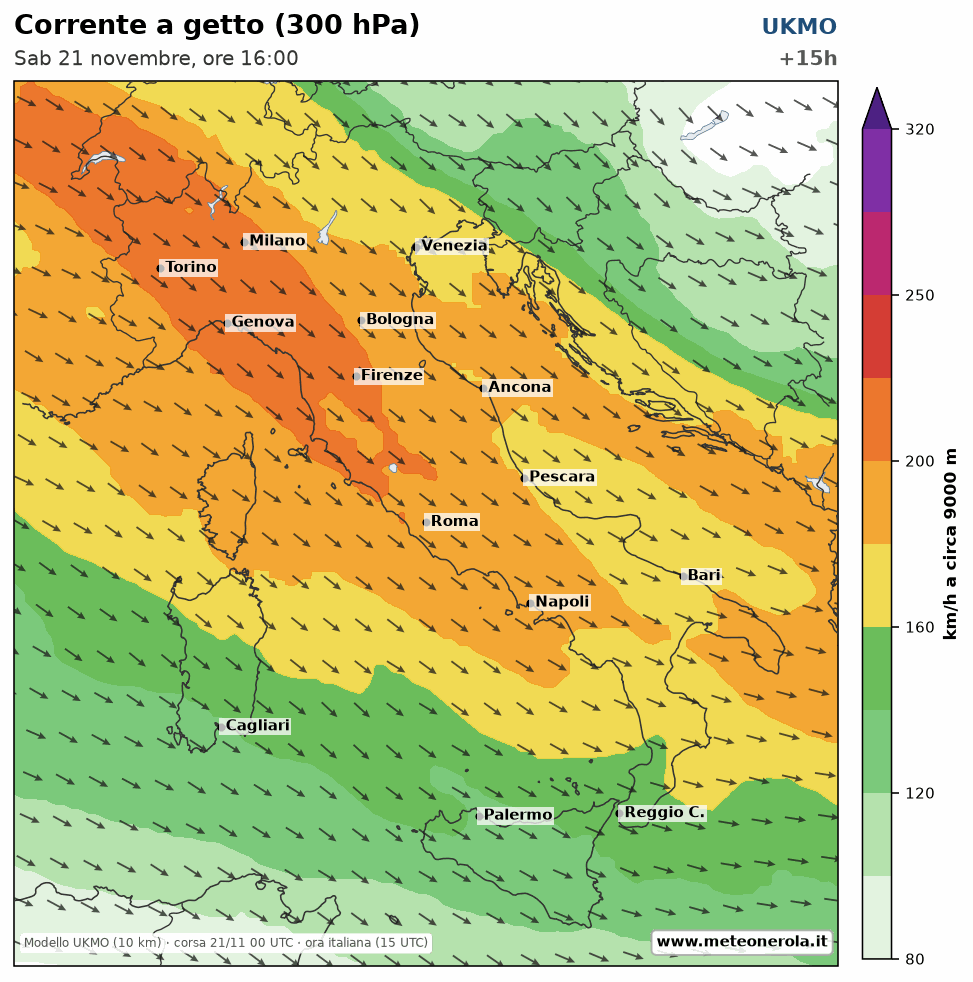 Corrente a getto (300 hPa)
UKMO
Sab 21 novembre, ore 16:00
+15h
320
250
200
160
120
80
km/h a circa 9000 m
Milano
Venezia
Torino
Genova
Bologna
Firenze
Ancona
Pescara
Roma
Bari
Napoli
Cagliari
Palermo
Reggio C.
Modello UKMO (10 km) · corsa 21/11 00 UTC · ora italiana (15 UTC)
www.meteonerola.it